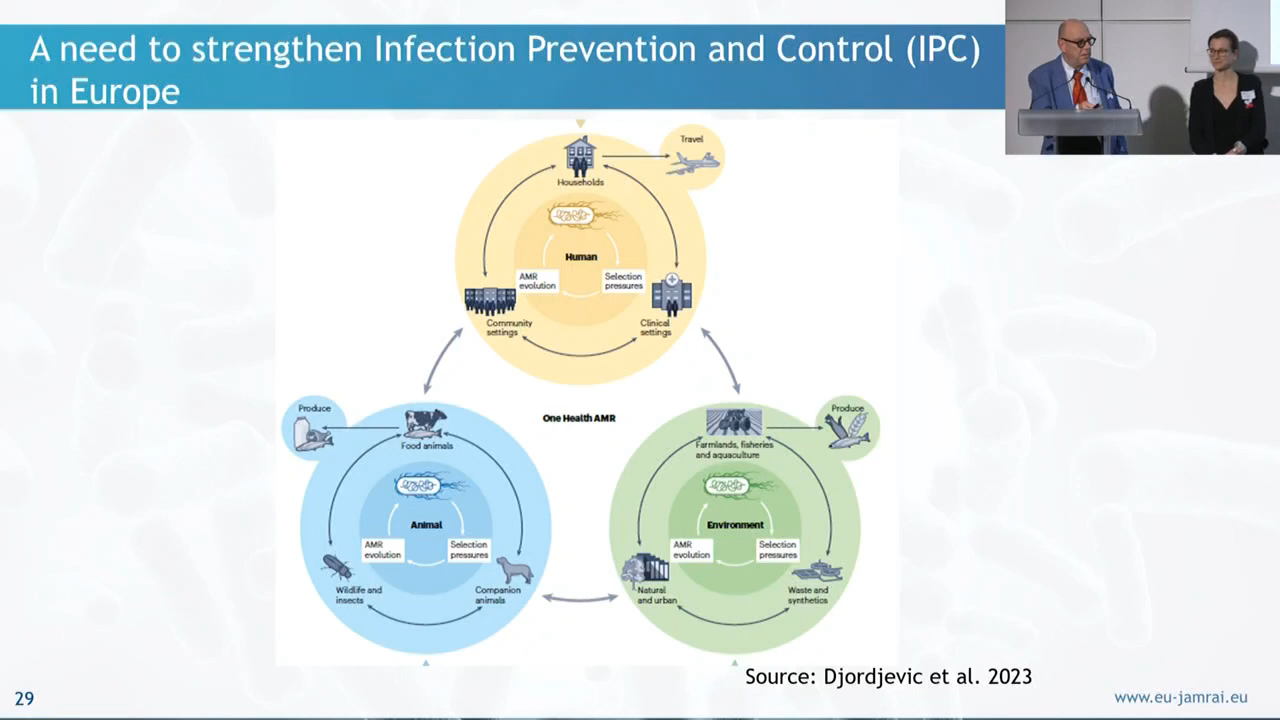 A need to strengthen Infection Prevention and Control (IPC)
in Europe
Travel
Households
Human
AMR
evolution
Selection
pressures
Community
settings
Clinical
settings
One Health AMR
Produce
Food animals
Animal
AMR
evolution
Selection
pressures
Wildlife and
insects
Companion
animals
Produce
Farmlands, fisheries
and aquaculture
Environment
AMR
evolution
Selection
pressures
Natural
and urban
Waste and
synthetics
Source: Djordjevic et al. 2023
29
www.eu-jamrai.eu